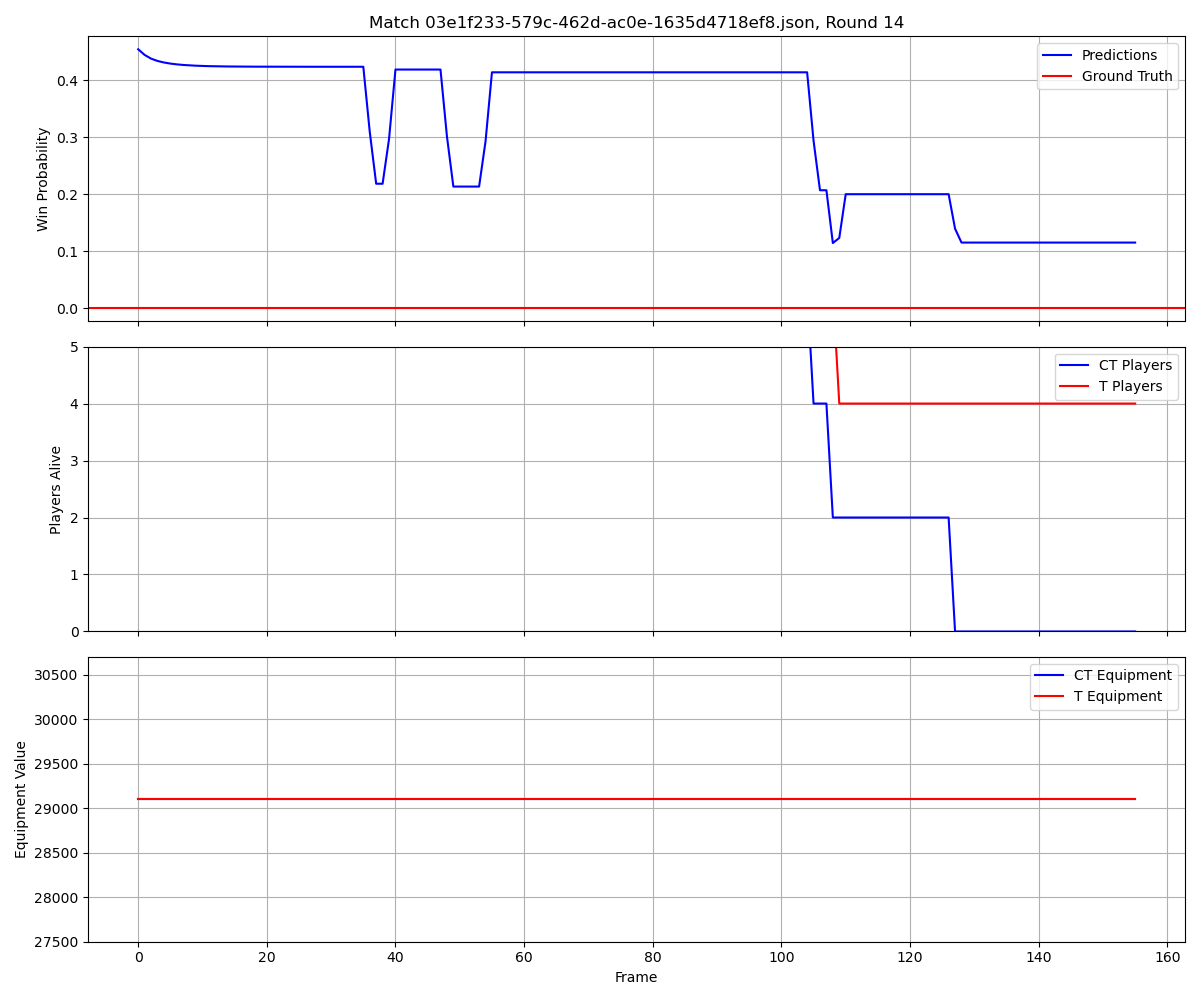 Match 03e1f233-579c-462d-ac0e-1635d4718ef8.json, Round 14
Win Probability
0.4
0.3
0.2
0.1
0.0
Predictions
Ground Truth
Players Alive
5
4
3
2
1
0
CT Players
T Players
Equipment Value
30500
30000
29500
29000
28500
28000
27500
CT Equipment
T Equipment
0 20 40 60 80 100 120 140 160
Frame